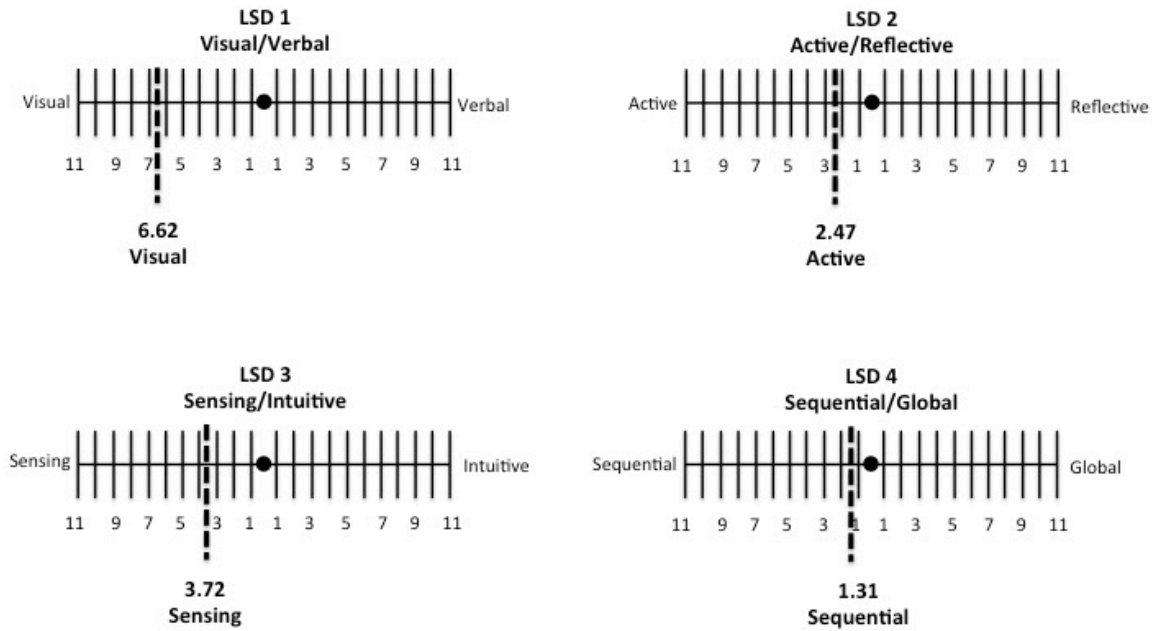 LSD 1
Visual/Verbal
Visual
Verbal
11 9 7 5 3 1 1 3 5 7 9 11
6.62
Visual
LSD 2
Active/Reflective
Active
Reflective
11 9 7 5 3 1 1 3 5 7 9 11
2.47
Active
LSD 3
Sensing/Intuitive
Sensing
Intuitive
11 9 7 5 3 1 1 3 5 7 9 11
3.72
Sensing
LSD 4
Sequential/Global
Sequential
Global
11 9 7 5 3 1 1 3 5 7 9 11
1.31
Sequential